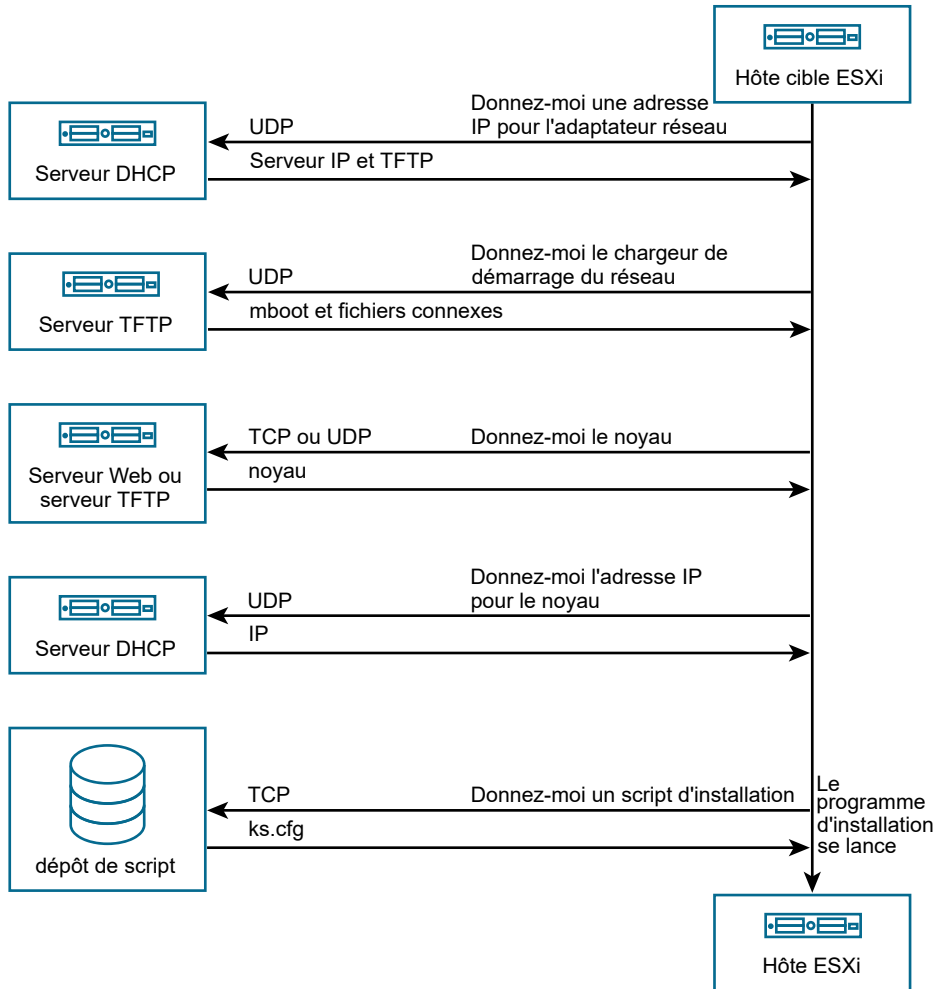 Hôte cible ESXi
Donnez-moi une adresse
UDP
IP pour l'adaptateur réseau
Serveur IP et TFTP
Serveur DHCP
Donnez-moi le chargeur de
UDP
démarrage du réseau
mboot et fichiers connexes
Serveur TFTP
TCP ou UDP
Donnez-moi le noyau
noyau
Serveur Web ou
serveur TFTP
Donnez-moi l'adresse IP
UDP
pour le noyau
IP
Serveur DHCP
TCP
Donnez-moi un script d'installation
ks.cfg
dépôt de script
Le
programme
d'installation
se lance
Hôte ESXi